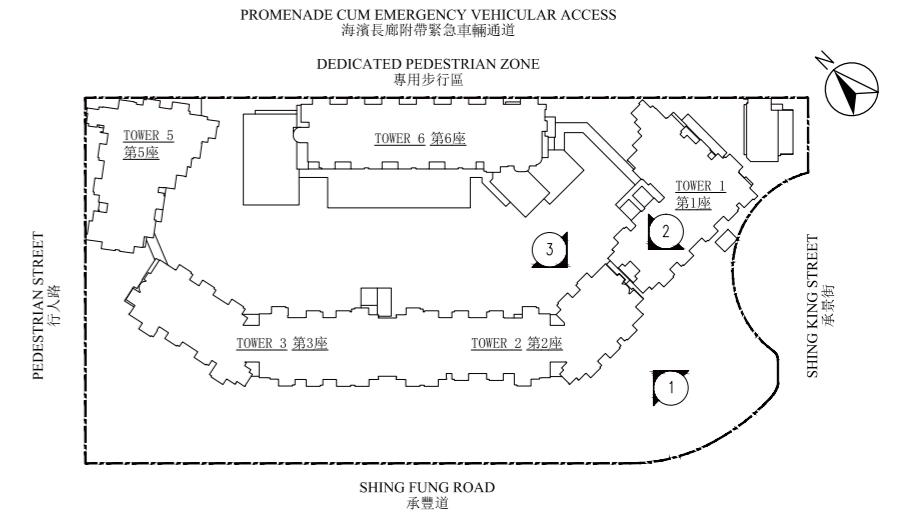 PROMENADE CUM EMERGENCY VEHICULAR ACCESS
海濱長廊附帶緊急車輛通道
DEDICATED PEDESTRIAN ZONE
專用步行區
N
TOWER 5
第5座
TOWER 6 第6座
TOWER 1
第1座
2
3
PEDESTRIAN STREET
行人路
SHING KING STREET
承景街
TOWER 3 第3座
TOWER 2 第2座
1
SHING FUNG ROAD
承豐道